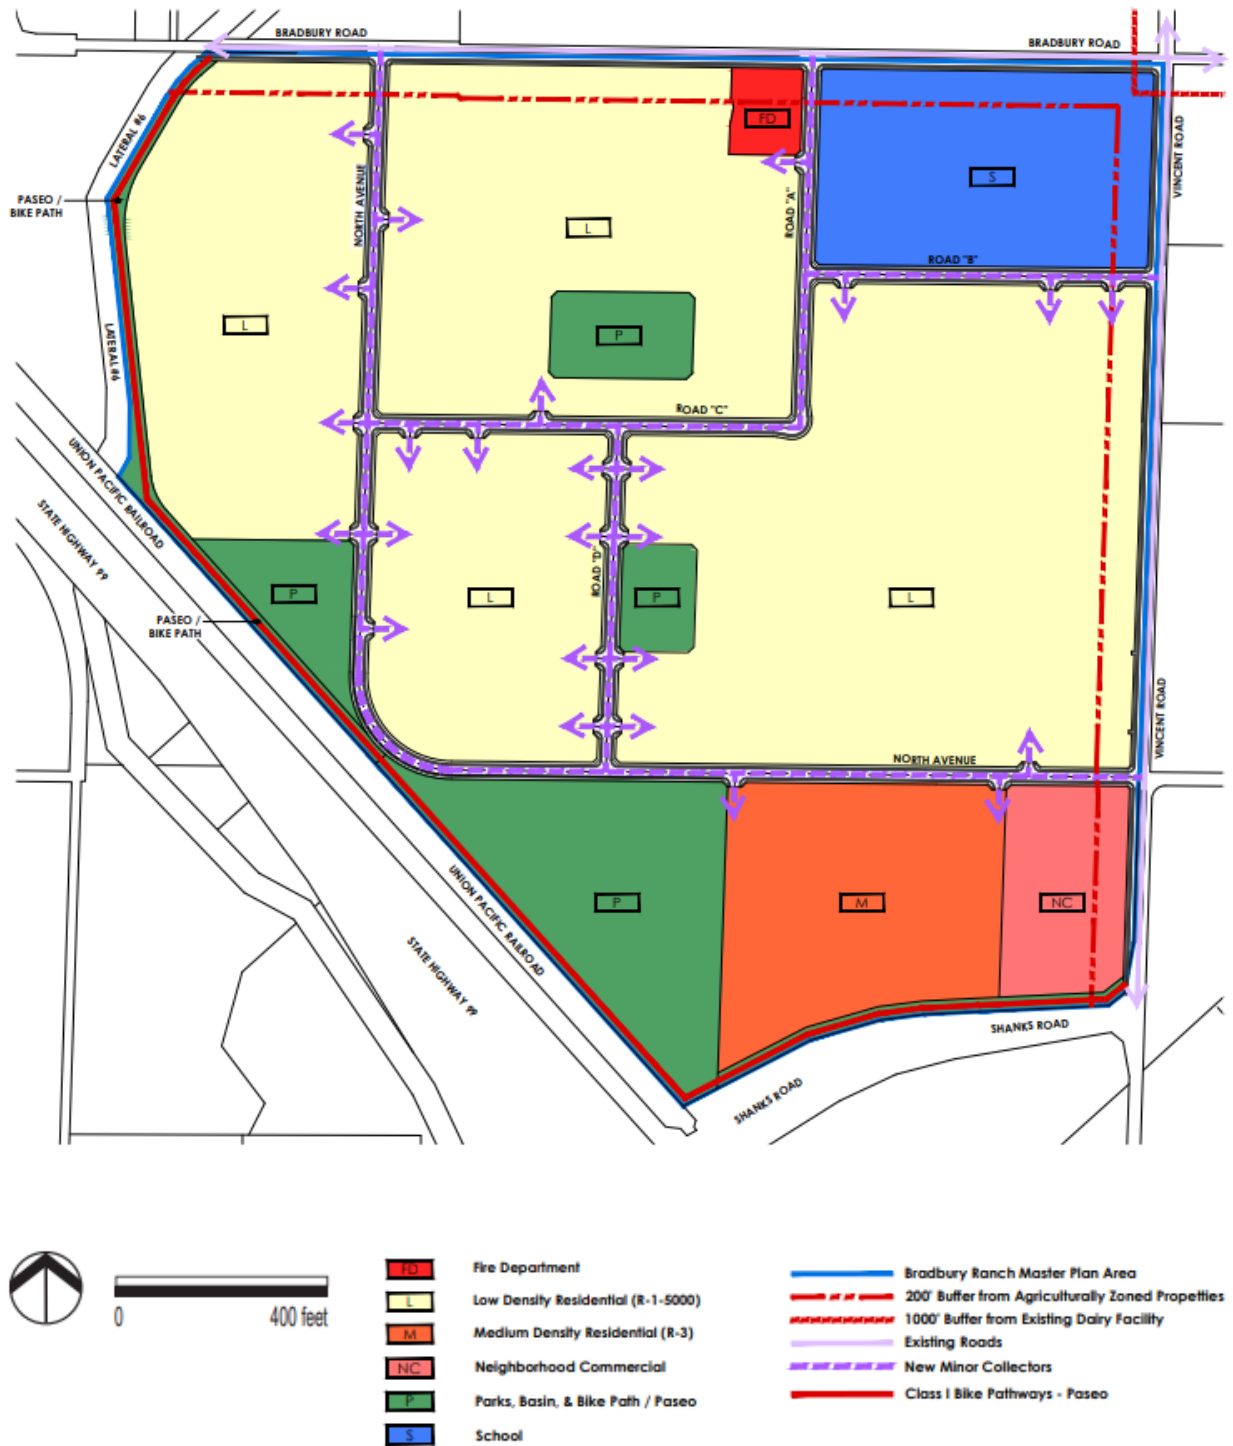 BRADBURY ROAD
BRADBURY ROAD
LATERAL #6
FD
VINCENT ROAD
S
PASEO /
BIKE PATH
NORTH AVENUE
ROAD "A"
L
ROAD "B"
L
LATERAL #6
P
ROAD "C"
UNION PACIFIC RAILROAD
STATE HIGHWAY 99
ROAD "D"
P
L
P
L
PASEO /
BIKE PATH
VINCENT ROAD
NORTH AVENUE
UNION PACIFIC RAILROAD
P
M
NC
STATE HIGHWAY 99
SHANKS ROAD
SHANKS ROAD
0
400 feet
FD Fire Department
L Low Density Residential (R-1-5000)
M Medium Density Residential (R-3)
NC Neighborhood Commercial
P Parks, Basin, & Bike Path / Paseo
S School
Bradbury Ranch Master Plan Area
200' Buffer from Agriculturally Zoned Propetties
1000' Buffer from Existing Dairy Facility
Existing Roads
New Minor Collectors
Class I Bike Pathways - Paseo